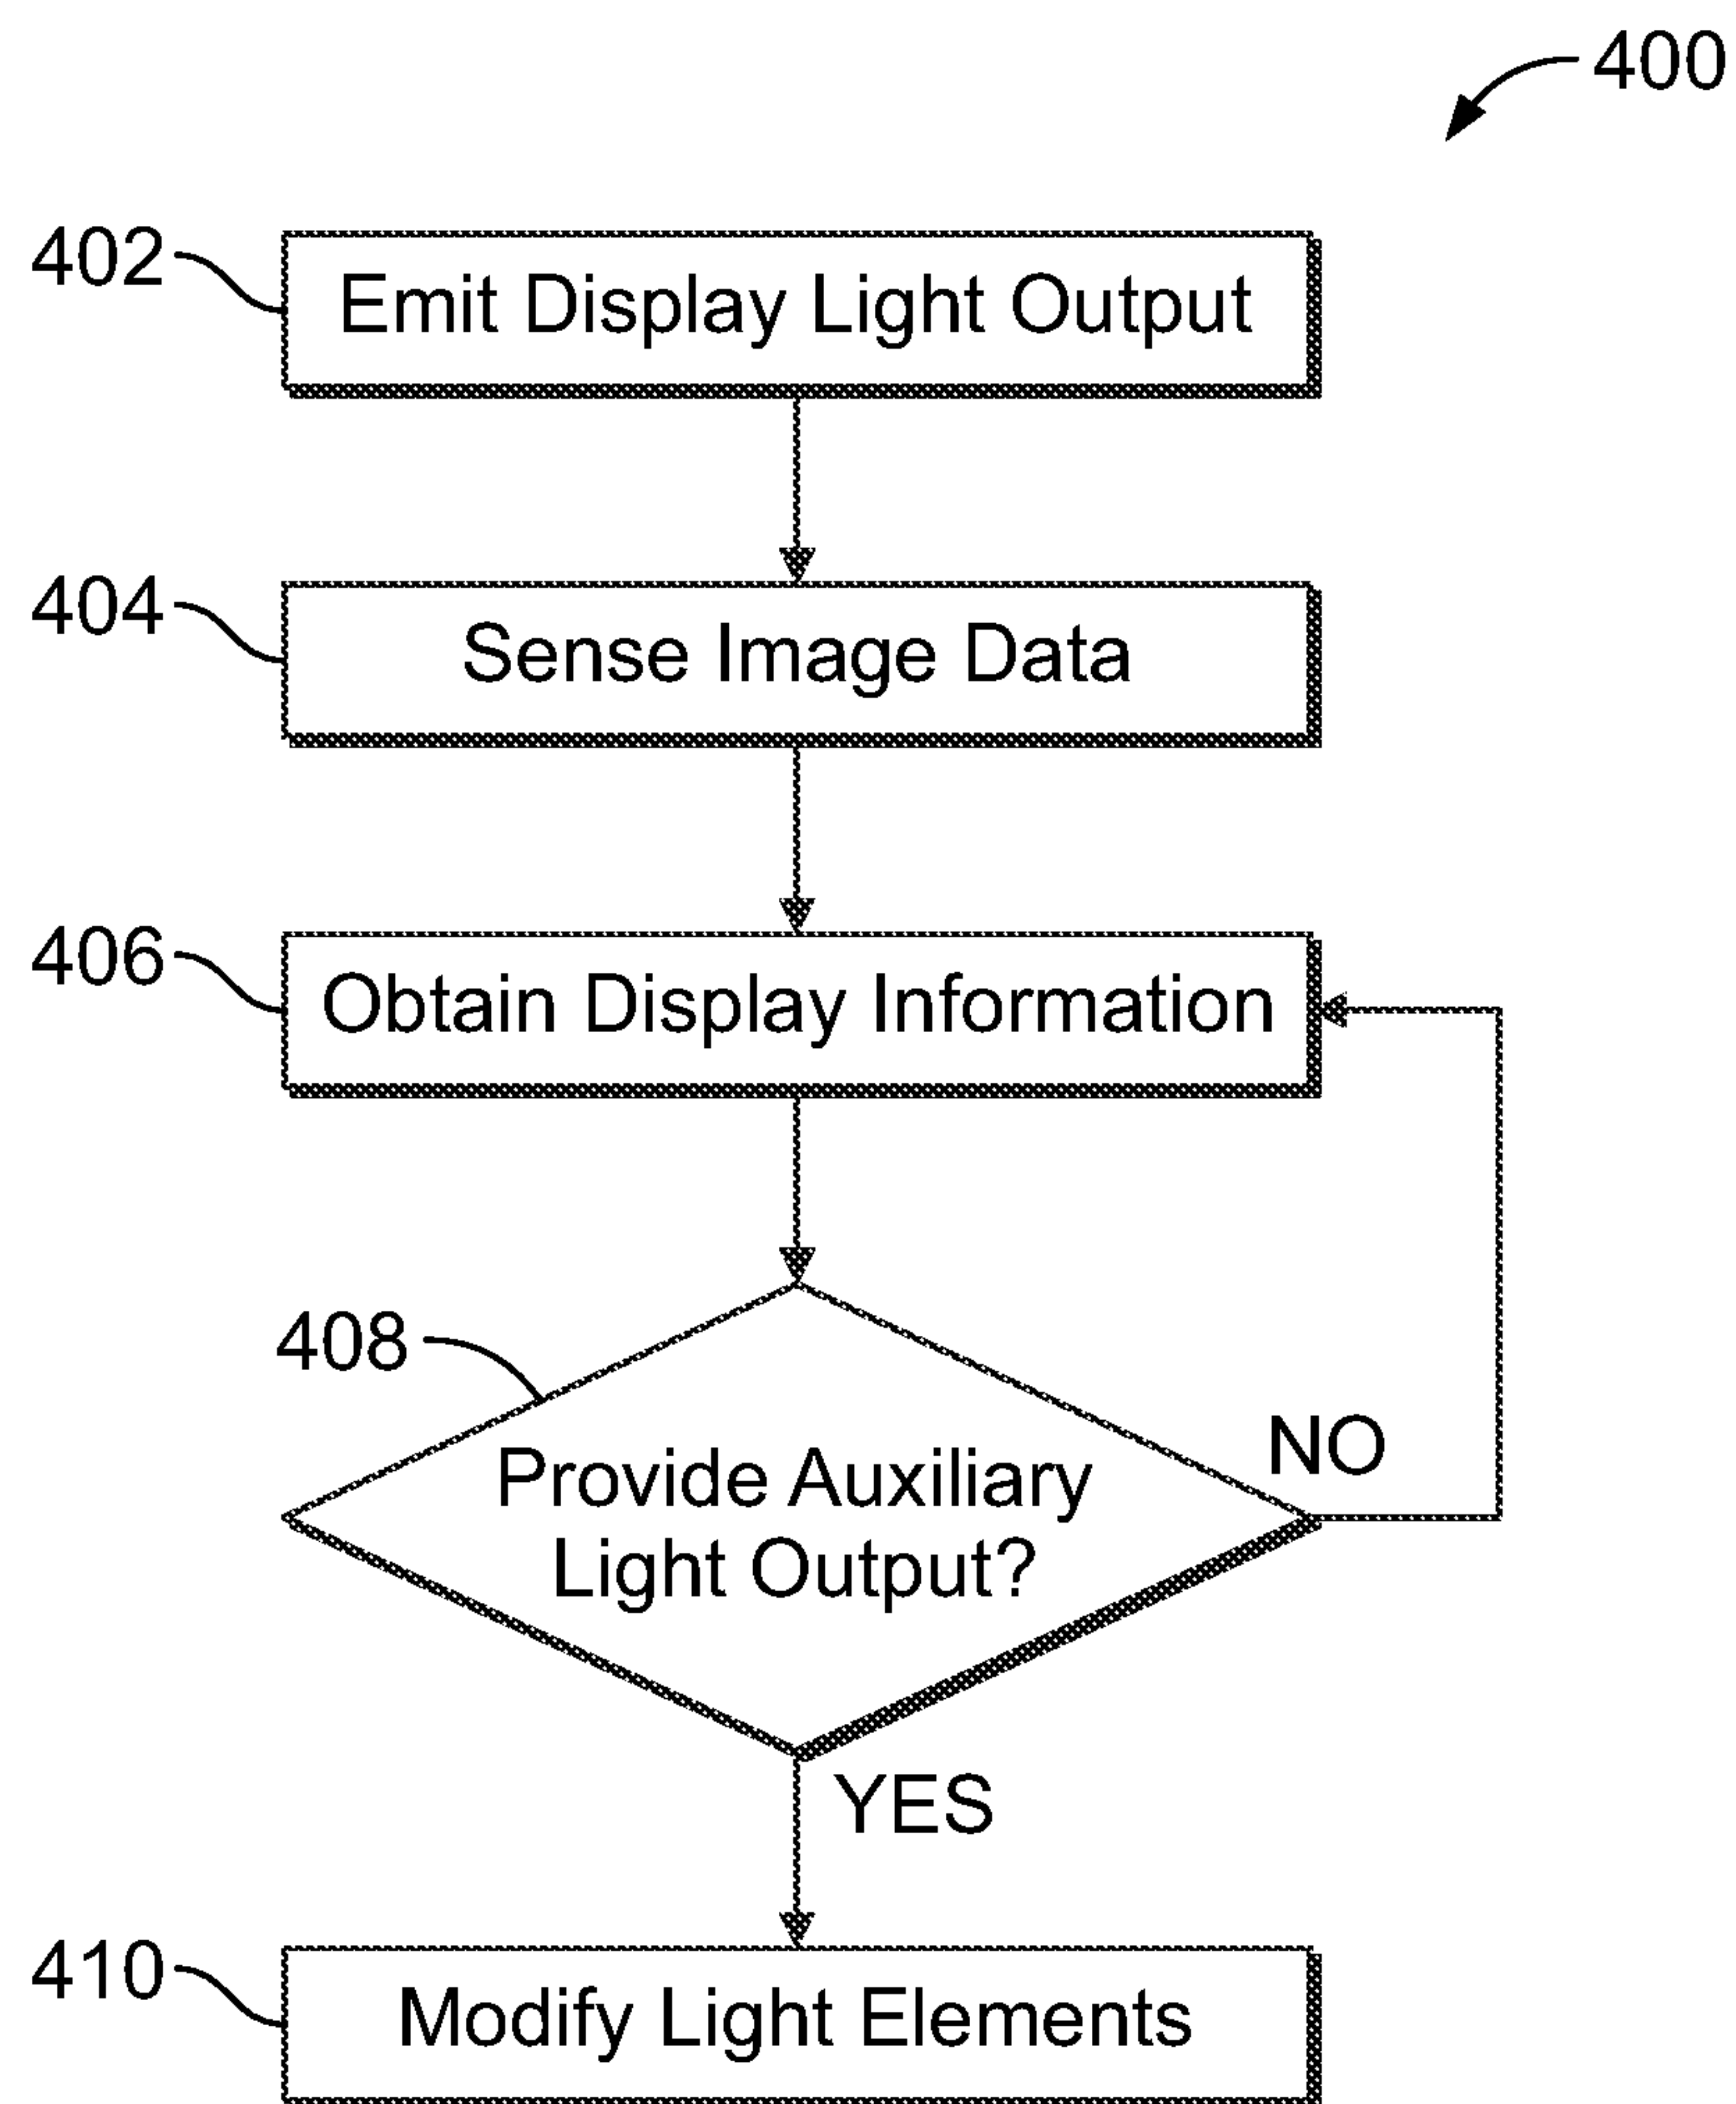 400
402
Emit Display Light Output
404
Sense Image Data
406
Obtain Display Information
408
Provide Auxiliary
Light Output?
NO
YES
410
Modify Light Elements